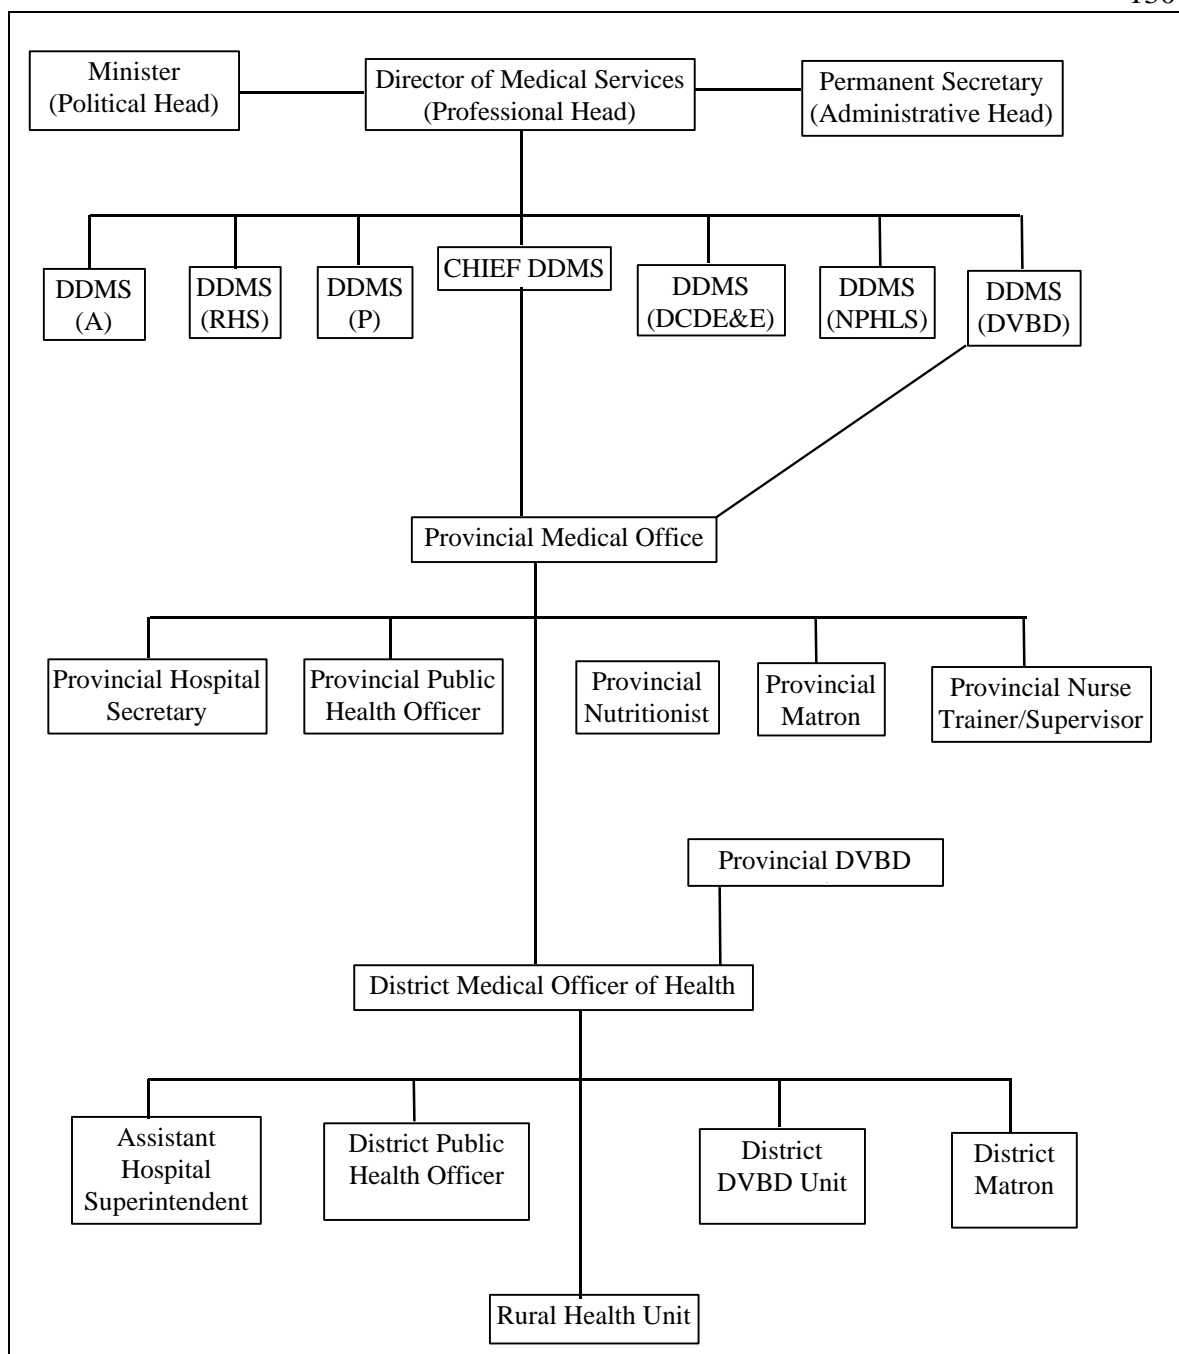 Minister
(Political Head)
Director of Medical Services
(Professional Head)
Permanent Secretary
(Administrative Head)
DDMS
(A)
DDMS
(RHS)
DDMS
(P)
CHIEF DDMS
DDMS
(DCDE&E)
DDMS
(NPHLS)
DDMS
(DVBD)
Provincial Medical Office
Provincial Hospital
Secretary
Provincial Public
Health Officer
Provincial
Nutritionist
Provincial
Matron
Provincial Nurse
Trainer/Supervisor
Provincial DVBD
District Medical Officer of Health
Assistant
Hospital
Superintendent
District Public
Health Officer
District
DVBD Unit
District
Matron
Rural Health Unit